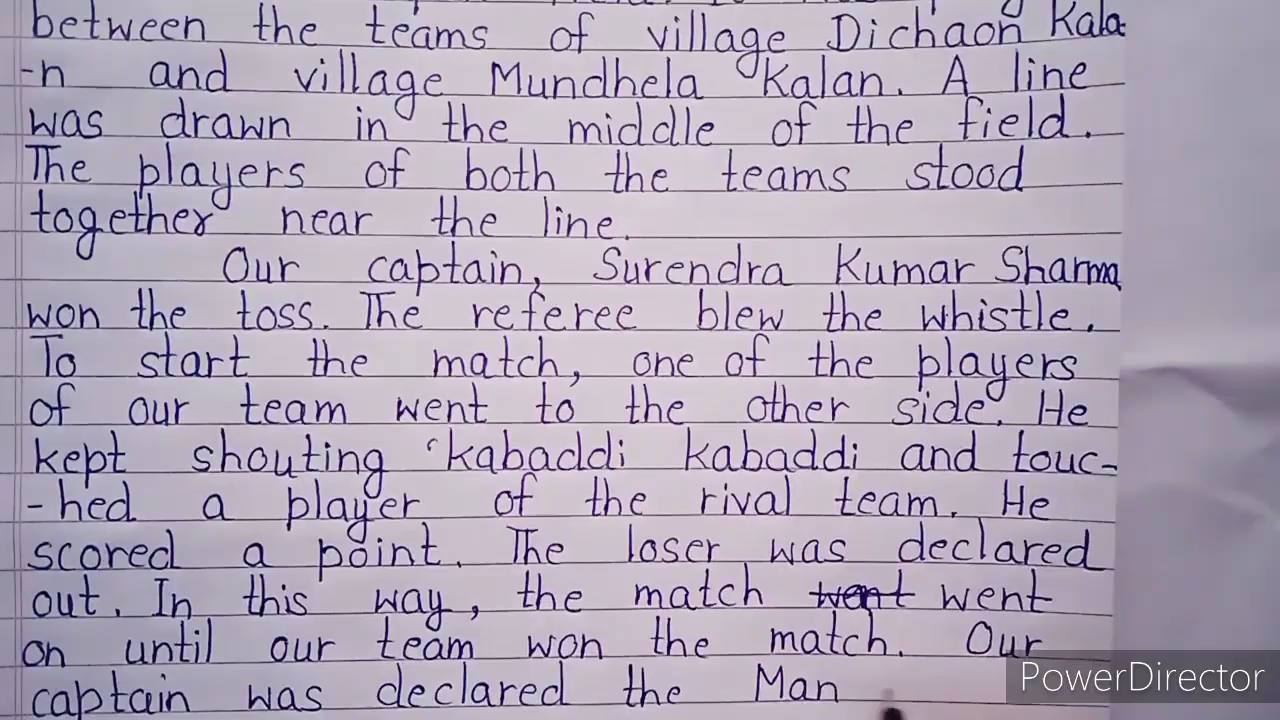 between the teams of village Dichaon Kala
-n and village Mundhela Kalan. A line
was drawn in the middle of the field.
The players of both the teams stood
together near the line.
Our captain, Surendra Kumar Sharma
won the toss. The referee blew the whistle.
To start the match, one of the players
of our team went to the other side. He
kept shouting 'kabaddi kabaddi and touc-
-hed a player of the rival team. He
scored a point. The loser was declared
out. In this way, the match went went
on until our team won the match. Our
captain was declared the Man
PowerDirector